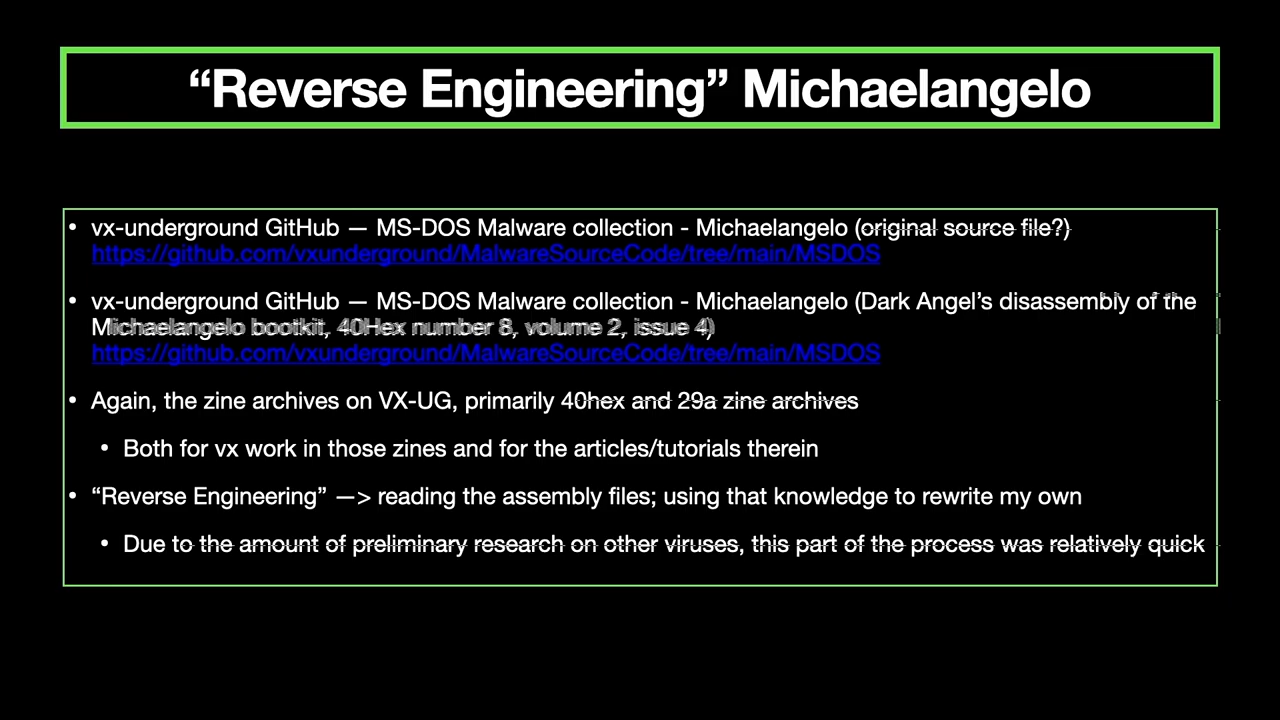 “Reverse Engineering” Michaelangelo
• vx-underground GitHub — MS-DOS Malware collection - Michaelangelo (original source file?)
https://github.com/vxunderground/MalwareSourceCode/tree/main/MSDOS
• vx-underground GitHub — MS-DOS Malware collection - Michaelangelo (Dark Angel’s disassembly of the
Michaelangelo bootkit, 40Hex number 8, volume 2, issue 4)
https://github.com/vxunderground/MalwareSourceCode/tree/main/MSDOS
• Again, the zine archives on VX-UG, primarily 40hex and 29a zine archives
• Both for vx work in those zines and for the articles/tutorials therein
• “Reverse Engineering” —> reading the assembly files; using that knowledge to rewrite my own
• Due to the amount of preliminary research on other viruses, this part of the process was relatively quick